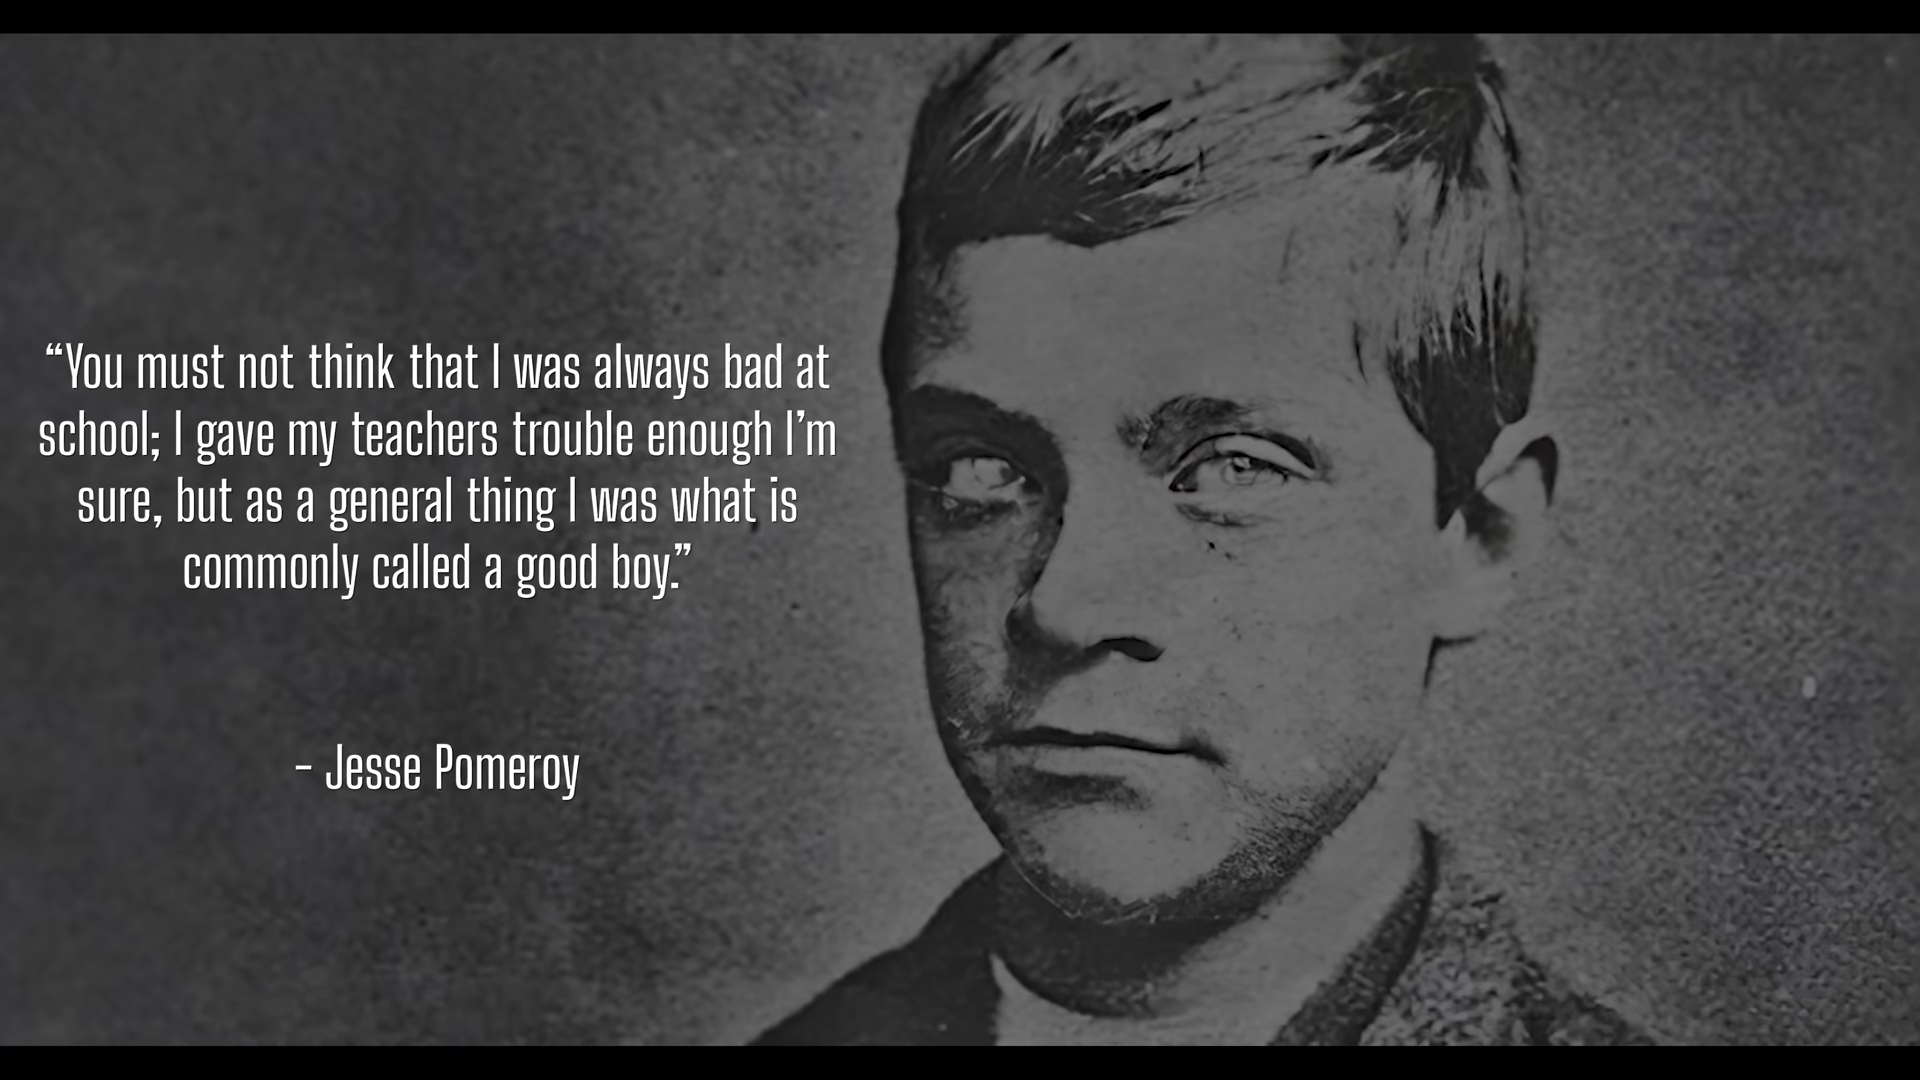 “You must not think that I was always bad at
school; I gave my teachers trouble enough I’m
sure, but as a general thing I was what is
commonly called a good boy.”
- Jesse Pomeroy